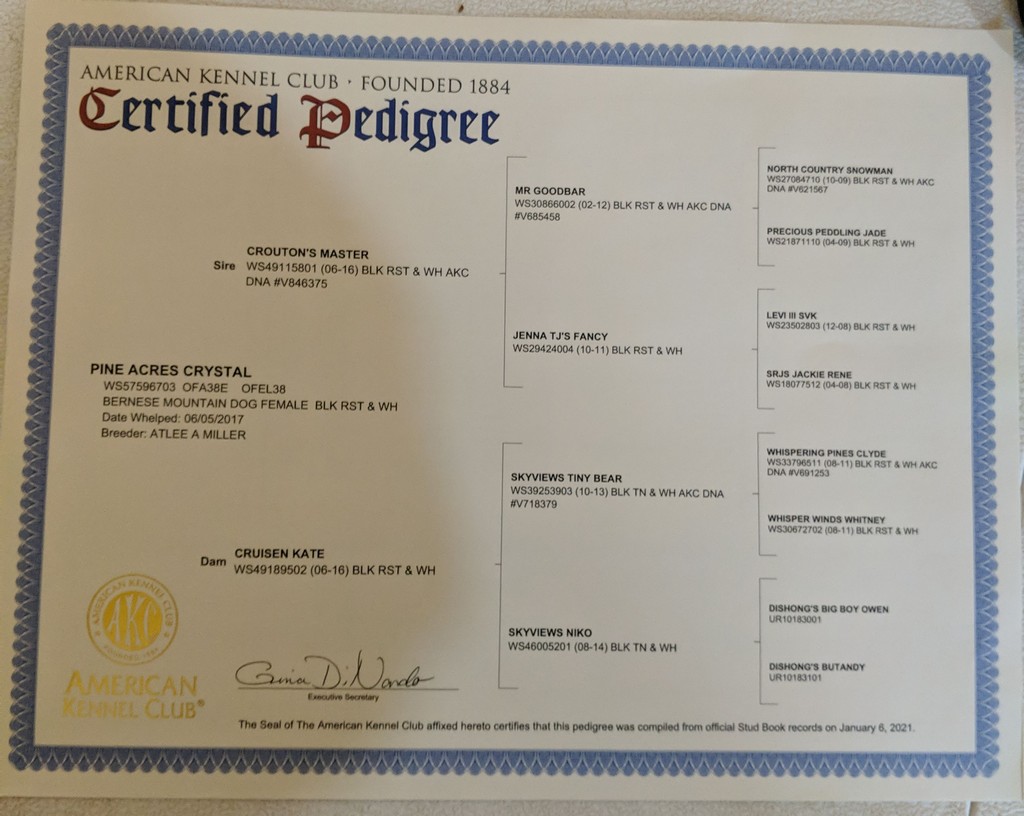 AMERICAN KENNEL CLUB · FOUNDED 1884
Certified Pedigree
NORTH COUNTRY SNOWMAN
WS27084710 (10-09) BLK RST & WH AKC
DNA #V621567
MR GOODBAR
WS30866002 (02-12) BLK RST & WH AKC DNA
#V685458
PRECIOUS PEDDLING JADE
WS21871110 (04-09) BLK RST & WH
CROUTON'S MASTER
Sire WS49115801 (06-16) BLK RST & WH AKC
DNA #V846375
LEVI III SVK
WS23502803 (12-08) BLK RST & WH
JENNA TJ'S FANCY
WS29424004 (10-11) BLK RST & WH
SRJS JACKIE RENE
WS18077512 (04-08) BLK RST & WH
PINE ACRES CRYSTAL
WS57596703 OFA38E OFEL38
BERNESE MOUNTAIN DOG FEMALE BLK RST & WH
Date Whelped: 06/05/2017
Breeder: ATLEE A MILLER
WHISPERING PINES CLYDE
WS33796511 (08-11) BLK RST & WH AKC
DNA #V691253
SKYVIEWS TINY BEAR
WS39253903 (10-13) BLK TN & WH AKC DNA
#V718379
WHISPER WINDS WHITNEY
WS30672702 (08-11) BLK RST & WH
Dam CRUISEN KATE
WS49189502 (06-16) BLK RST & WH
DISHONG'S BIG BOY OWEN
UR10183001
SKYVIEWS NIKO
WS46005201 (08-14) BLK TN & WH
DISHONG'S BUTANDY
UR10183101
AMERICAN KENNEL CLUB
AKC
FOUNDED 1884
AMERICAN
KENNEL CLUB®
Gina DiNardo
Executive Secretary
The Seal of The American Kennel Club affixed hereto certifies that this pedigree was compiled from official Stud Book records on January 6, 2021.